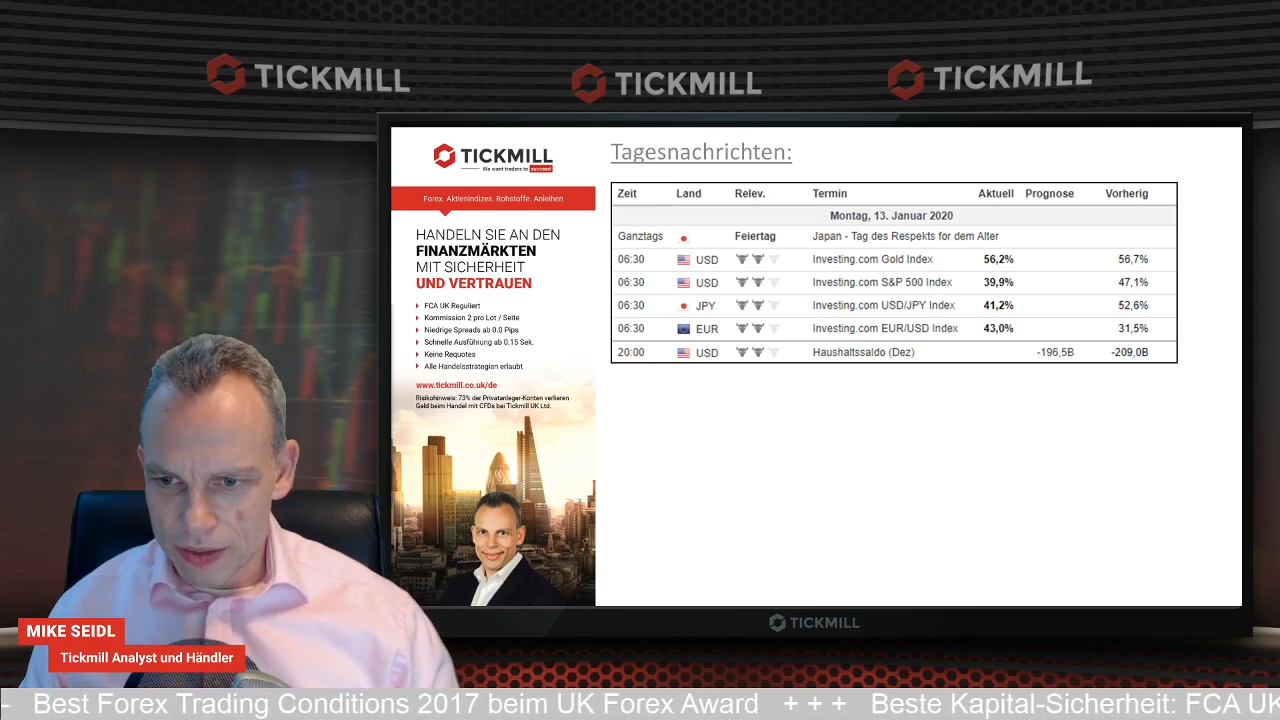 TICKMILL
TICKMILL
TICKMILL
TICKMILL
We want traders to succeed
Forex. Aktienindizes. Rohstoffe. Anleihen
HANDELN SIE AN DEN
FINANZMÄRKTEN
MIT SICHERHEIT
UND VERTRAUEN
FCA UK Reguliert
Kommission 2 pro Lot / Seite
Niedrige Spreads ab 0.0 Pips
Schnelle Ausführung ab 0.15 Sek.
Keine Requotes
Alle Handelsstrategien erlaubt
www.tickmill.co.uk/de
Risikohinweis: 73% der Privatanleger-Konten verlieren
Geld beim Handel mit CFDs bei Tickmill UK Ltd.
Tagesnachrichten:
Zeit Land Relev. Termin Aktuell Prognose Vorherig
Montag, 13. Januar 2020
Ganztags Feiertag Japan - Tag des Respekts for dem Alter
06:30 USD Investing.com Gold Index 56,2% 56,7%
06:30 USD Investing.com S&P 500 Index 39,9% 47,1%
06:30 JPY Investing.com USD/JPY Index 41,2% 52,6%
06:30 EUR Investing.com EUR/USD Index 43,0% 31,5%
20:00 USD Haushaltssaldo (Dez) -196,5B -209,0B
TICKMILL
MIKE SEIDL
Tickmill Analyst und Händler
- Best Forex Trading Conditions 2017 beim UK Forex Award + + + Beste Kapital-Sicherheit: FCA UK